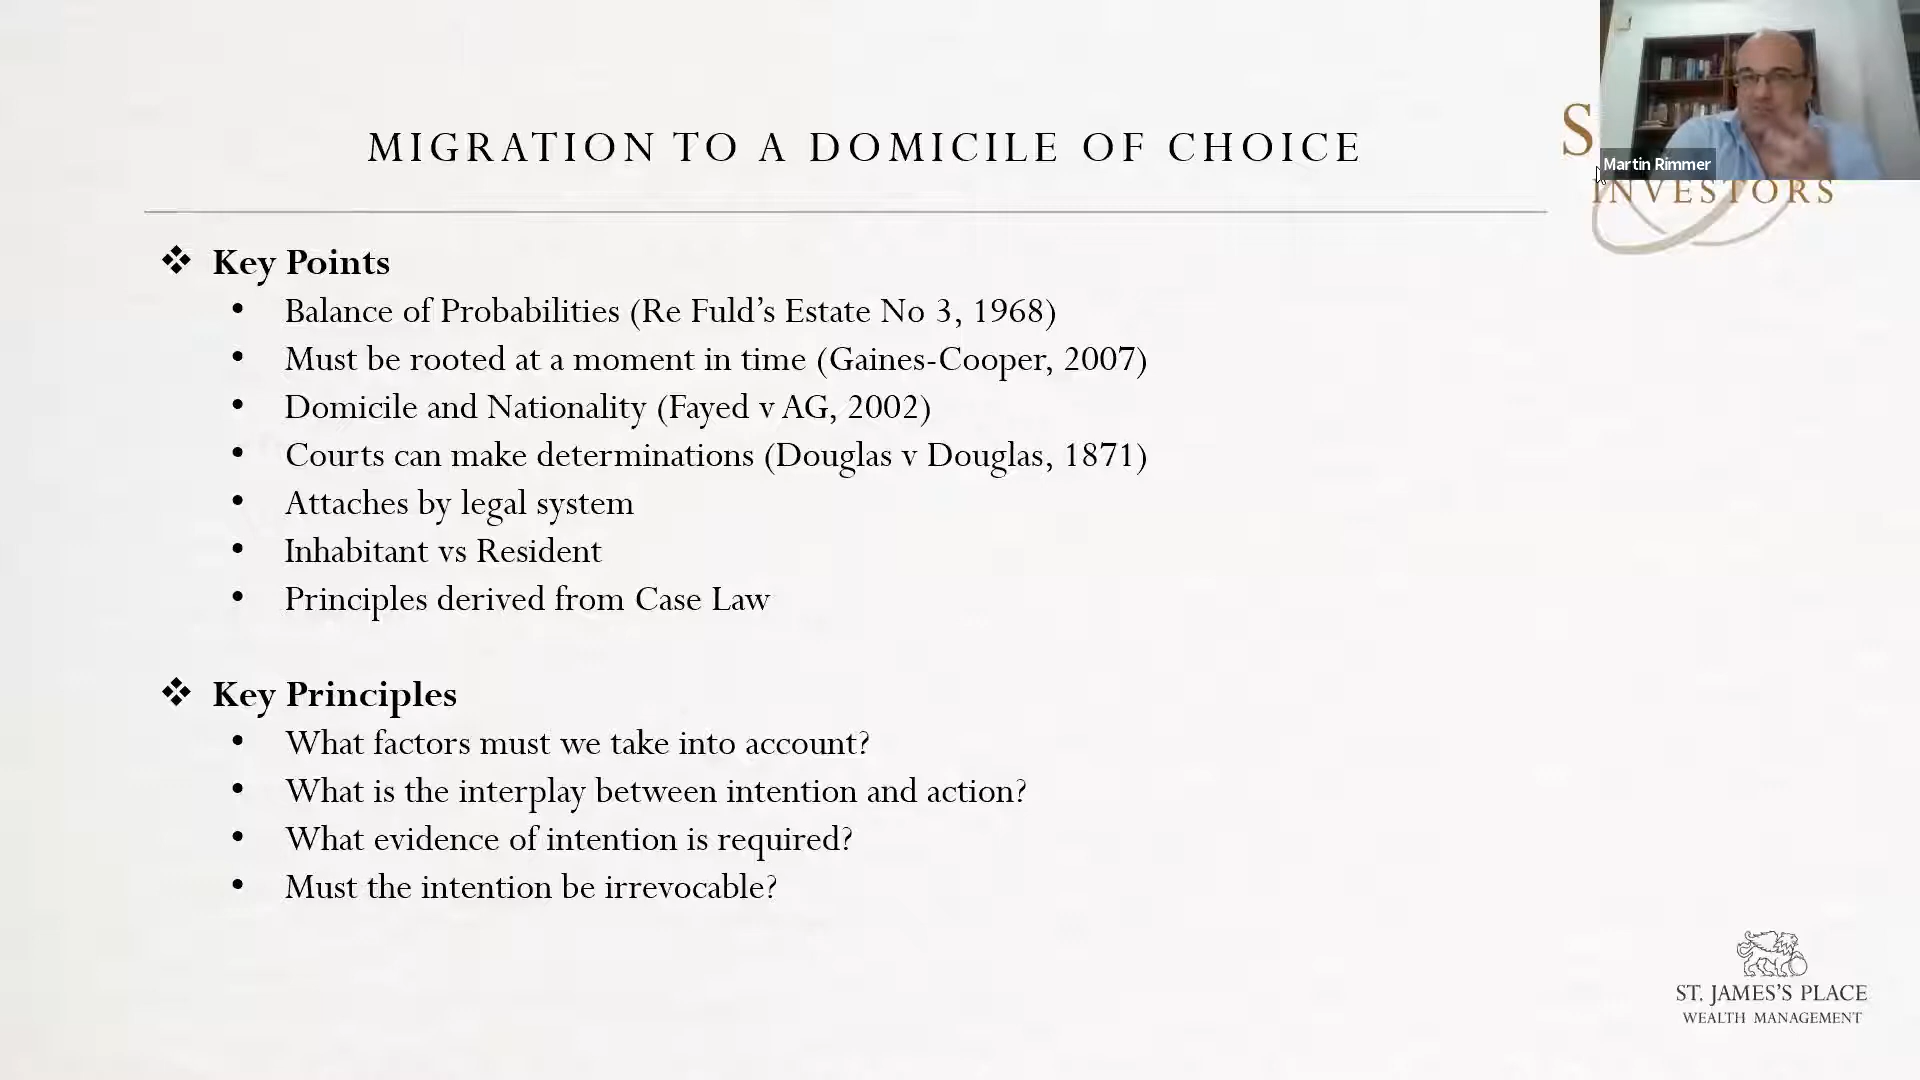 MIGRATION TO A DOMICILE OF CHOICE
S
Martin Rimmer
INVESTORS
❖ Key Points
• Balance of Probabilities (Re Fuld’s Estate No 3, 1968)
• Must be rooted at a moment in time (Gaines-Cooper, 2007)
• Domicile and Nationality (Fayed v AG, 2002)
• Courts can make determinations (Douglas v Douglas, 1871)
• Attaches by legal system
• Inhabitant vs Resident
• Principles derived from Case Law
❖ Key Principles
• What factors must we take into account?
• What is the interplay between intention and action?
• What evidence of intention is required?
• Must the intention be irrevocable?
ST. JAMES’S PLACE
WEALTH MANAGEMENT